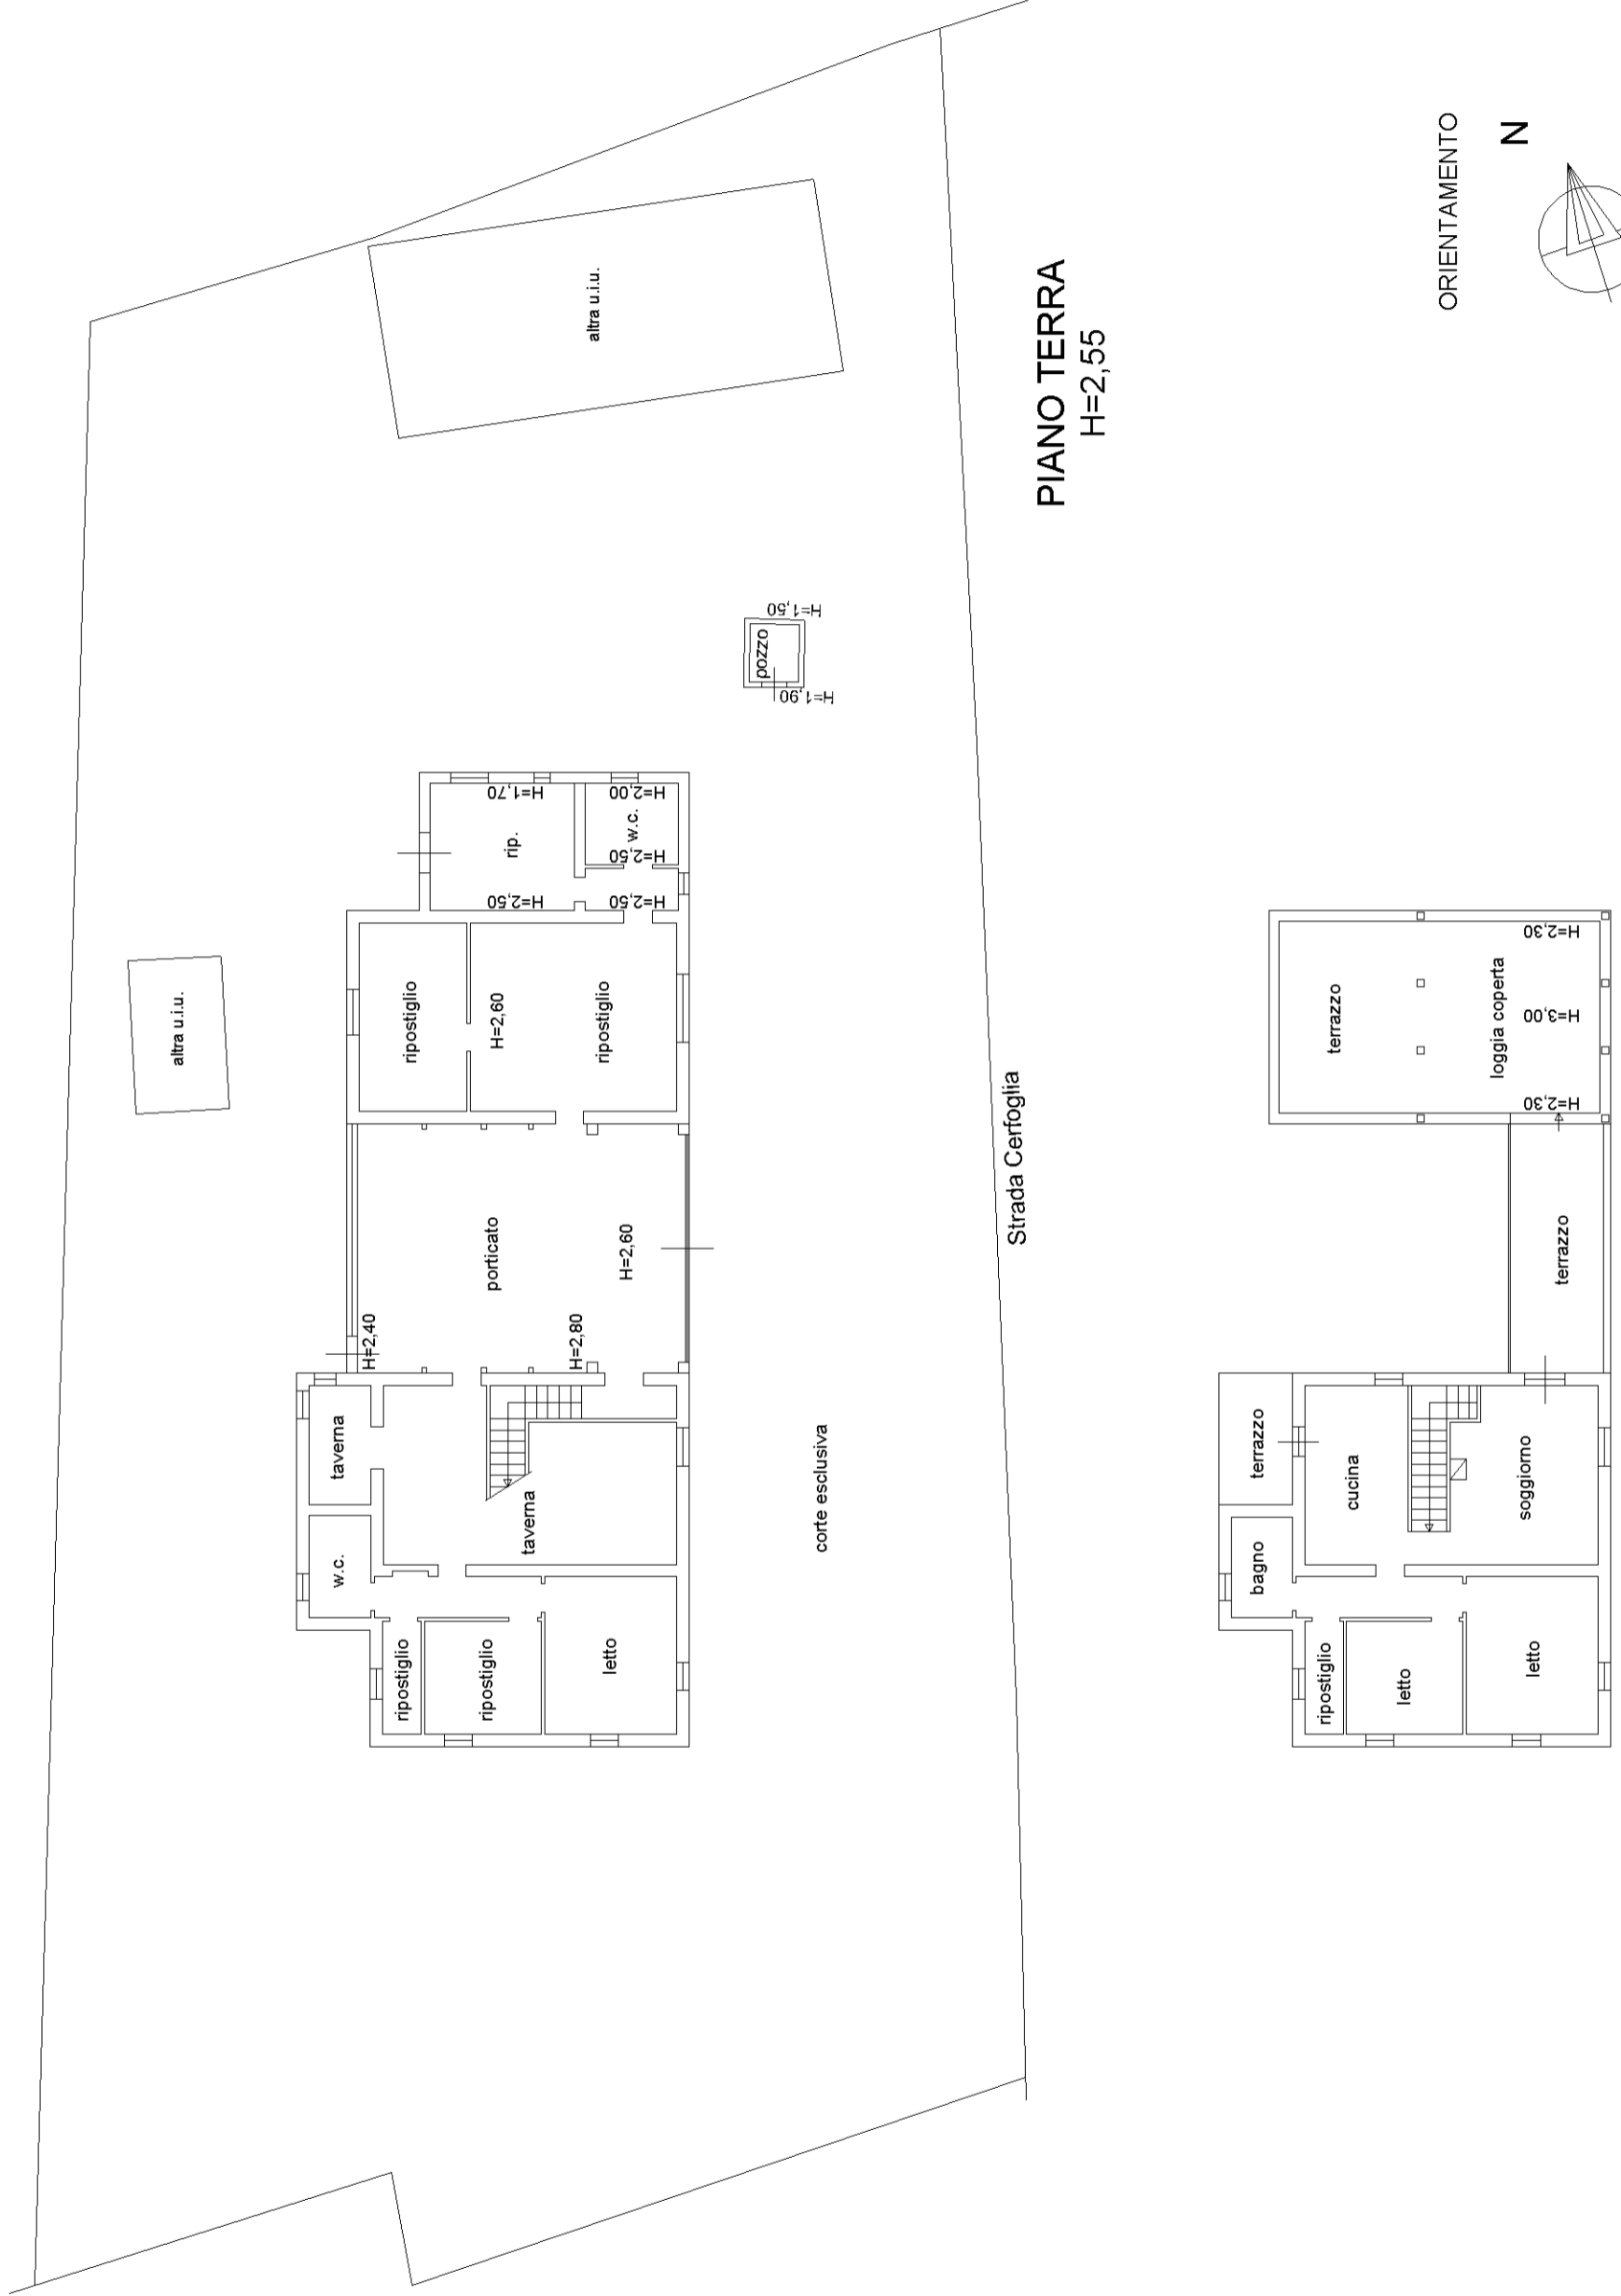 altra u.i.u.
altra u.i.u.
taverna
w.c.
ripostiglio
ripostiglio
letto
taverna
H=2,40
porticato
H=2,80
H=2,60
ripostiglio
H=2,60
ripostiglio
rip.
H=1,70
H=2,50
w.c.
H=2,00
H=2,50
H=2,50
pozzo
H=1,50
H=1,90
corte esclusiva
Strada Cerfoglia
PIANO TERRA
H=2,55
terrazzo
bagno
ripostiglio
cucina
letto
letto
soggiorno
terrazzo
terrazzo
loggia coperta
H=2,30
H=3,00
H=2,30
ORIENTAMENTO
N